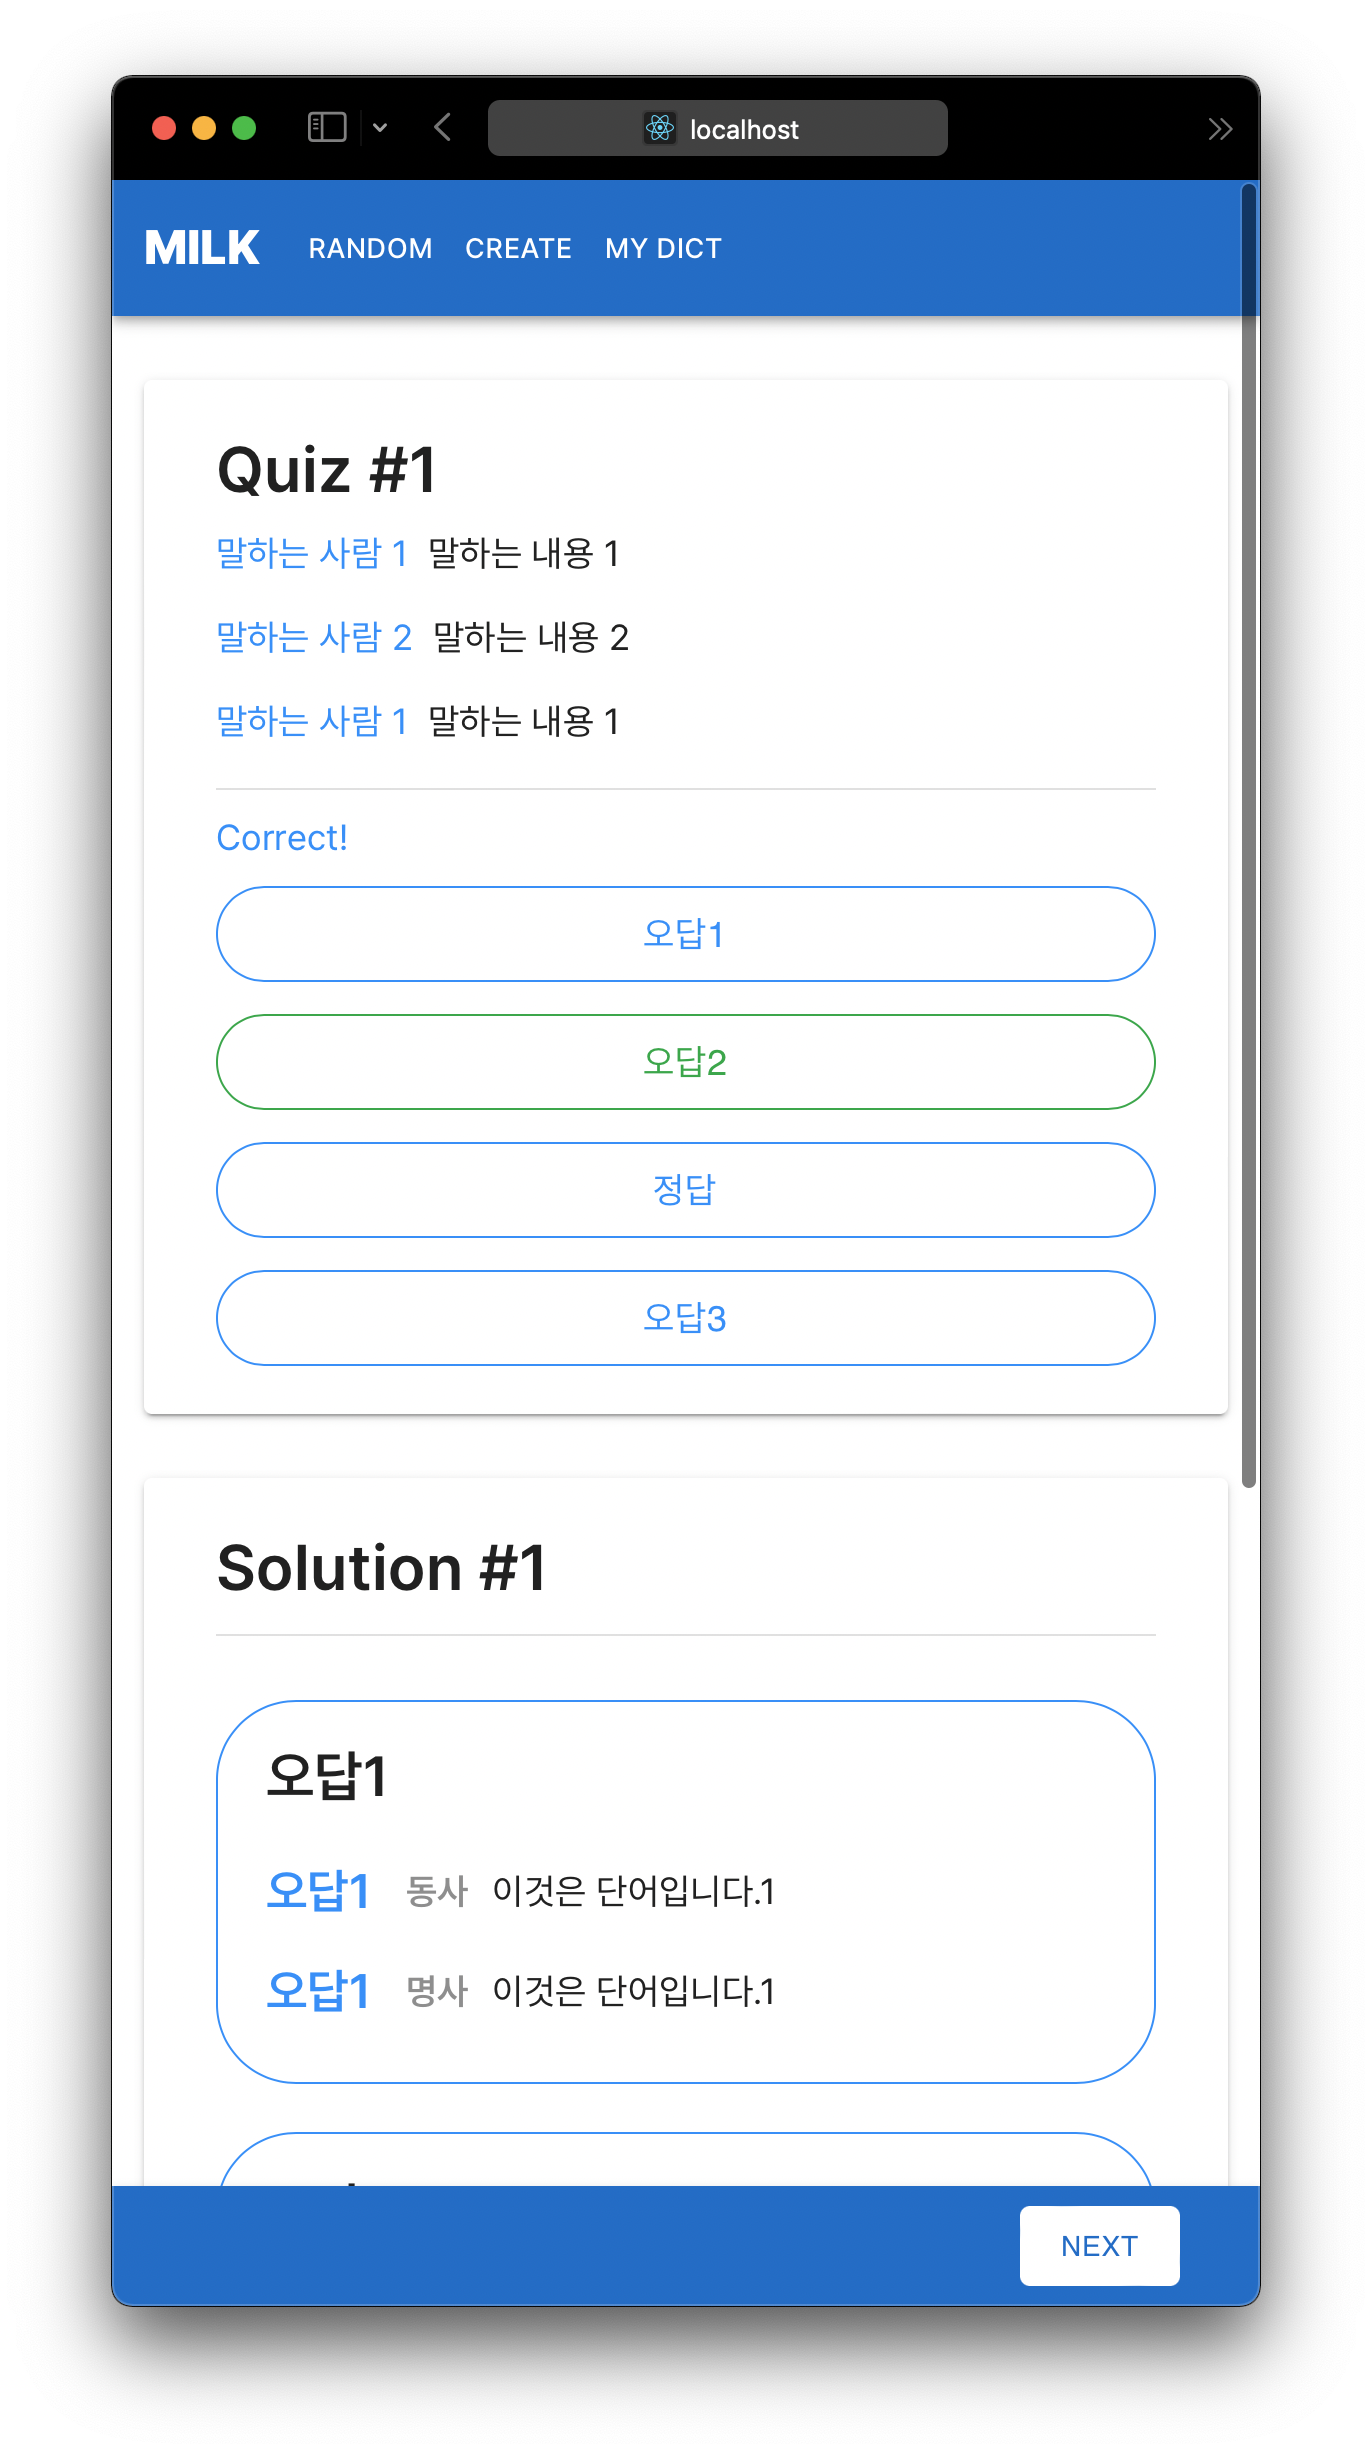 localhost
MILK RANDOM CREATE MY DICT
Quiz #1
말하는 사람 1 말하는 내용 1
말하는 사람 2 말하는 내용 2
말하는 사람 1 말하는 내용 1
Correct!
오답1
오답2
정답
오답3
Solution #1
오답1
오답1 동사 이것은 단어입니다.1
오답1 명사 이것은 단어입니다.1
NEXT